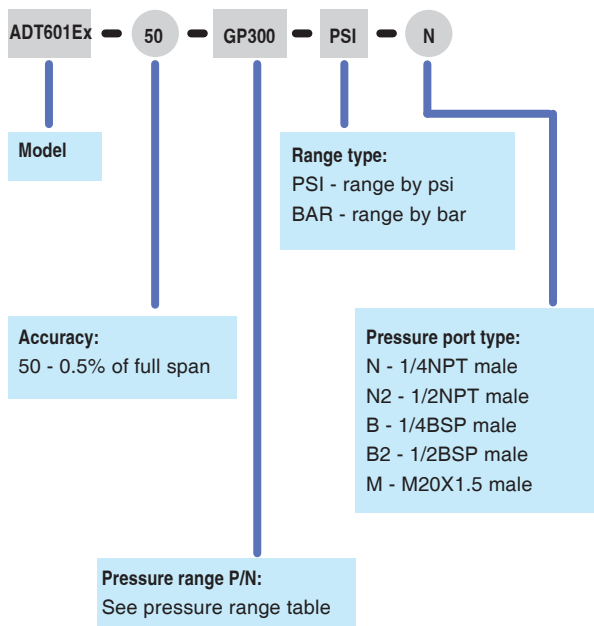 ADT601Ex 50 GP300 PSI N
Model
Range type:
PSI - range by psi
BAR - range by bar
Accuracy:
50 - 0.5% of full span
Pressure port type:
N - 1/4NPT male
N2 - 1/2NPT male
B - 1/4BSP male
B2 - 1/2BSP male
M - M20X1.5 male
Pressure range P/N:
See pressure range table